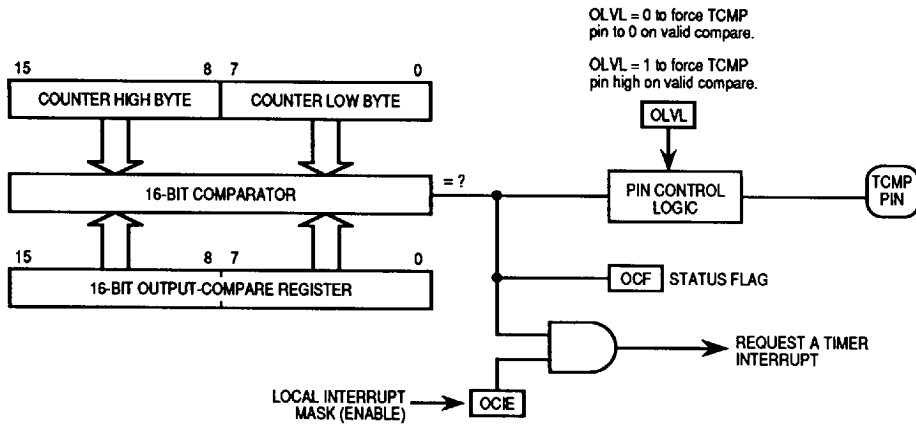 OLVL = 0 to force TCMP
pin to 0 on valid compare.
OLVL = 1 to force TCMP
pin high on valid compare.
15 8 7 0
COUNTER HIGH BYTE COUNTER LOW BYTE
OLVL
16-BIT COMPARATOR
= ?
PIN CONTROL
LOGIC
TCMP
PIN
15 8 7 0
16-BIT OUTPUT-COMPARE REGISTER
OCF STATUS FLAG
REQUEST A TIMER
INTERRUPT
LOCAL INTERRUPT
MASK (ENABLE)
OCIE